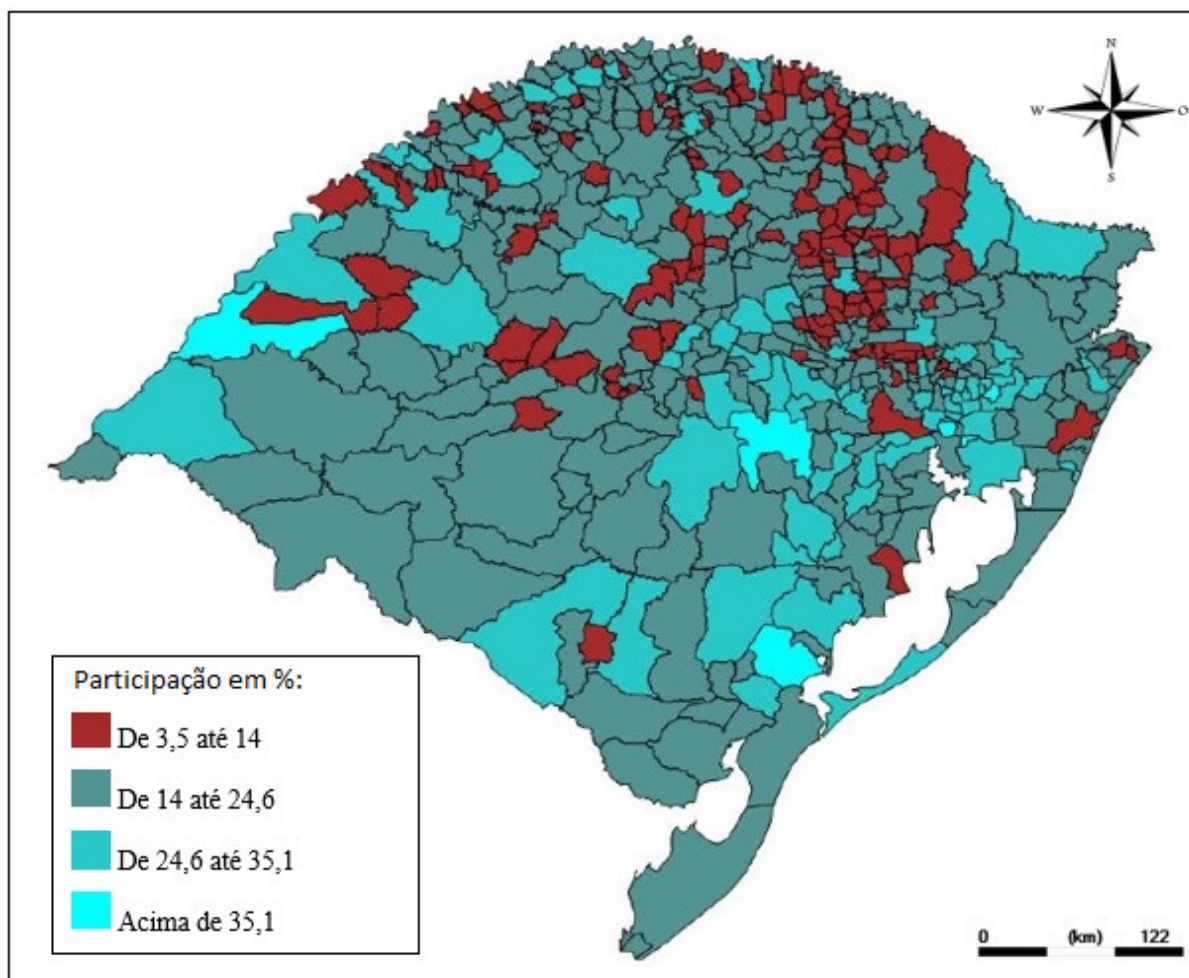 N
W
O
S
Participação em %:
De 3,5 até 14
De 14 até 24,6
De 24,6 até 35,1
Acima de 35,1
0 (km) 122